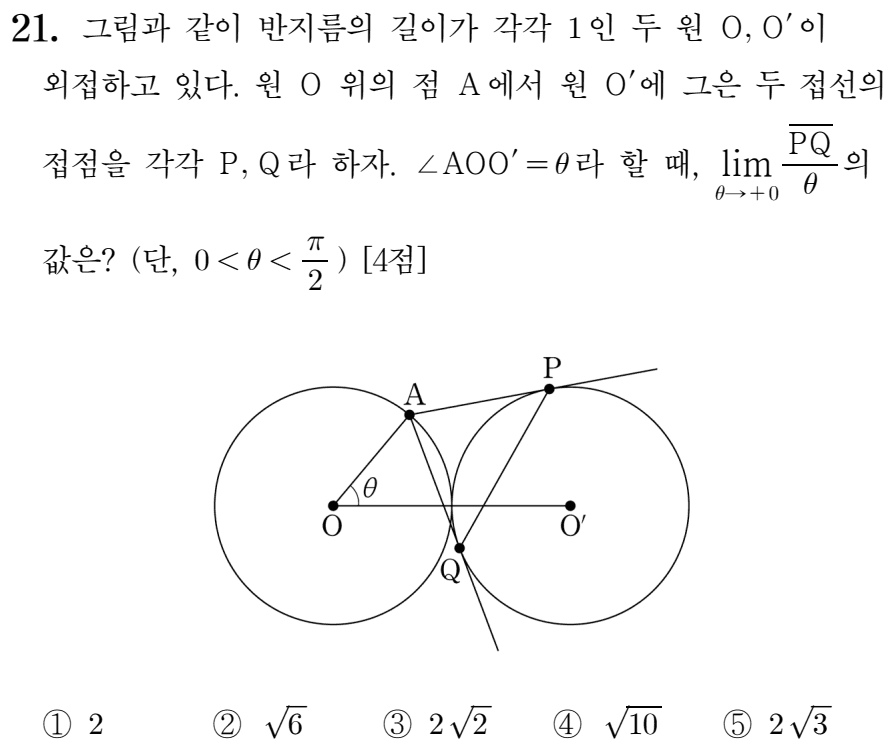 21. 그림과 같이 반지름의 길이가 각각 1인 두 원 O, O′이
외접하고 있다. 원 O 위의 점 A에서 원 O′에 그은 두 접선의
접점을 각각 P, Q라 하자. ∠AOO′=θ라 할 때, lim_{θ→+0} \frac{\overline{PQ}}{θ}의
값은? (단, 0<θ<\frac{π}{2}) [4점]
P
A
θ
O
O′
Q
① 2 ② √6 ③ 2√2 ④ √10 ⑤ 2√3